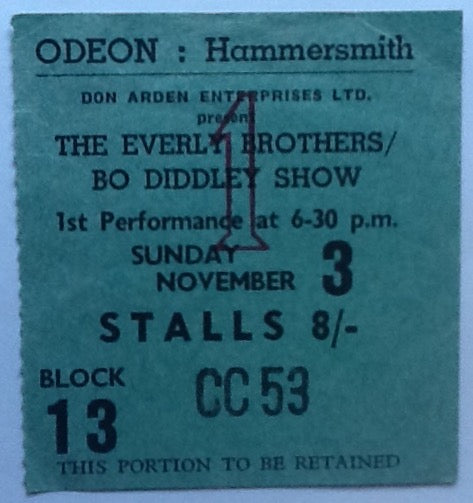 ODEON : Hammersmith
DON ARDEN ENTERPRISES LTD.
present
THE EVERLY BROTHERS/
BO DIDDLEY SHOW
1
1st Performance at 6-30 p.m.
SUNDAY
NOVEMBER 3
STALLS 8/-
BLOCK
13
CC 53
THIS PORTION TO BE RETAINED